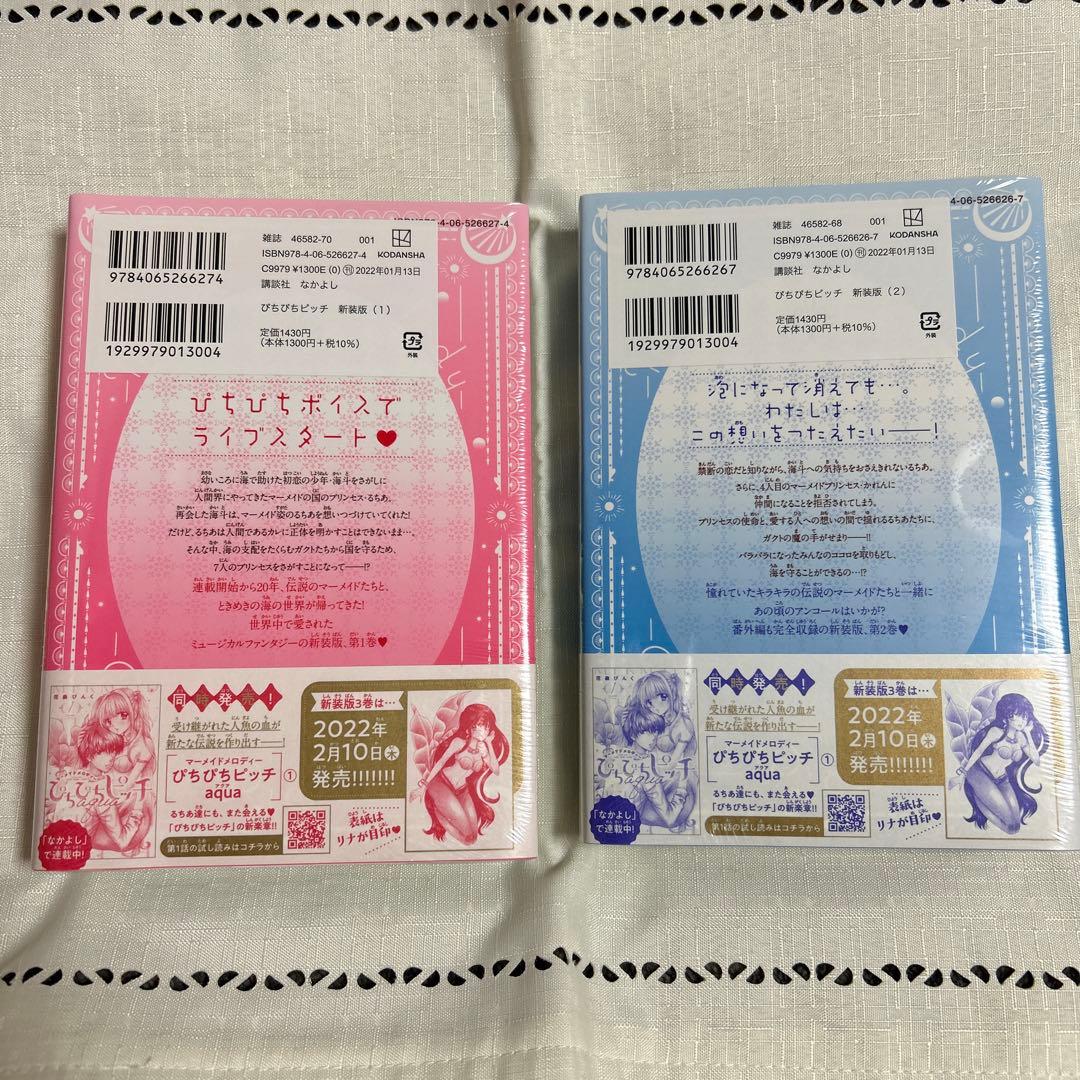 ISBN978-4-06-526627-4
雑誌 46582-70 001
ISBN978-4-06-526627-4
KODANSHA
C9979 ¥1300E (0) ㊞ 2022年01月13日
講談社 なかよし
9784065266274
ぴちぴちピッチ 新装版（1）
定価1430円
（本体1300円＋税10%）
1929979013004
外装
ぴちぴちボイスで
ライブスタート♥
幼いころに海で助けた初恋の少年・海斗をさがしに
人間界にやってきたマーメイドの国のプリンセス・るちあ。
再会した海斗は、マーメイド姿のるちあを想いつづけていてくれた!
だけど、るちあは人間であるカレに正体を明かすことはできないまま…。
そんな中、海の支配をたくらむガクトたちから国を守るため、
7人のプリンセスをさがすことになって――!?
連載開始から20年、伝説のマーメイドたちと、
ときめきの海の世界が帰ってきた!
世界中で愛された
ミュージカルファンタジーの新装版、第1巻♥
花森ぴんく
同時発売!
受け継がれた人魚の血が
新たな伝説を作り出す――
マーメイドメロディー
ぴちぴちピッチ
aqua
アクア
①
るちあ達にも、また会える♥
「ぴちぴちピッチ」の新楽章!!
第1話の試し読みはコチラから
「なかよし」
で連載中!
新装版3巻は…
2022年
2月10日㊍
発売!!!!!!!
表紙は
リナが目印♥
4-06-526626-7
雑誌 46582-68 001
ISBN978-4-06-526626-7
KODANSHA
C9979 ¥1300E (0) ㊞ 2022年01月13日
講談社 なかよし
9784065266267
ぴちぴちピッチ 新装版（2）
定価1430円
（本体1300円＋税10%）
1929979013004
外装
泡になって消えても…。
わたしは…
この想いをつたえたい――!
禁断の恋だと知りながら、海斗への気持ちをおさえきれないるちあ。
さらに、4人目のマーメイドプリンセス・かれんに
仲間になることを拒否されてしまう。
プリンセスの使命と、愛する人への想いの間で揺れるるちあたちに、
ガクトの魔の手がせまり――!!
バラバラになったみんなのココロを取りもどし、
海を守ることができるの…!?
憧れていたキラキラの伝説のマーメイドたちと一緒に
あの頃のアンコールはいかが?
番外編も完全収録の新装版、第2巻♥
花森ぴんく
同時発売!
受け継がれた人魚の血が
新たな伝説を作り出す――
マーメイドメロディー
ぴちぴちピッチ
aqua
アクア
①
るちあ達にも、また会える♥
「ぴちぴちピッチ」の新楽章!!
第1話の試し読みはコチラから
「なかよし」
で連載中!
新装版3巻は…
2022年
2月10日㊍
発売!!!!!!!
表紙は
リナが目印♥